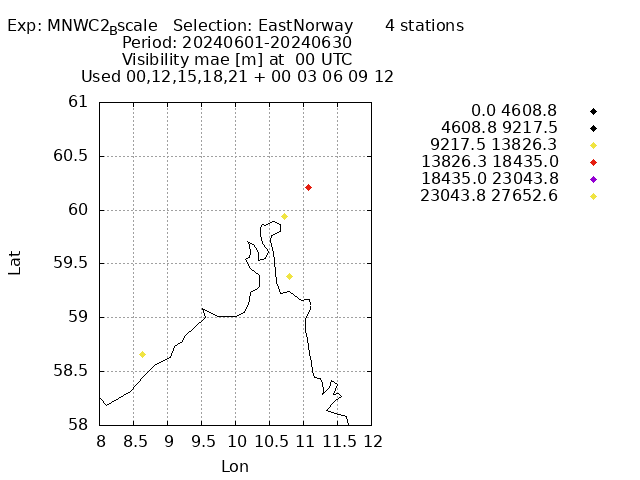 Exp: MNWC2Bscale Selection: EastNorway 4 stations
Period: 20240601-20240630
Visibility mae [m] at 00 UTC
Used 00,12,15,18,21 + 00 03 06 09 12
0.0 4608.8
4608.8 9217.5
9217.5 13826.3
13826.3 18435.0
18435.0 23043.8
23043.8 27652.6
61
60.5
60
59.5
59
58.5
58
Lat
8 8.5 9 9.5 10 10.5 11 11.5 12
Lon